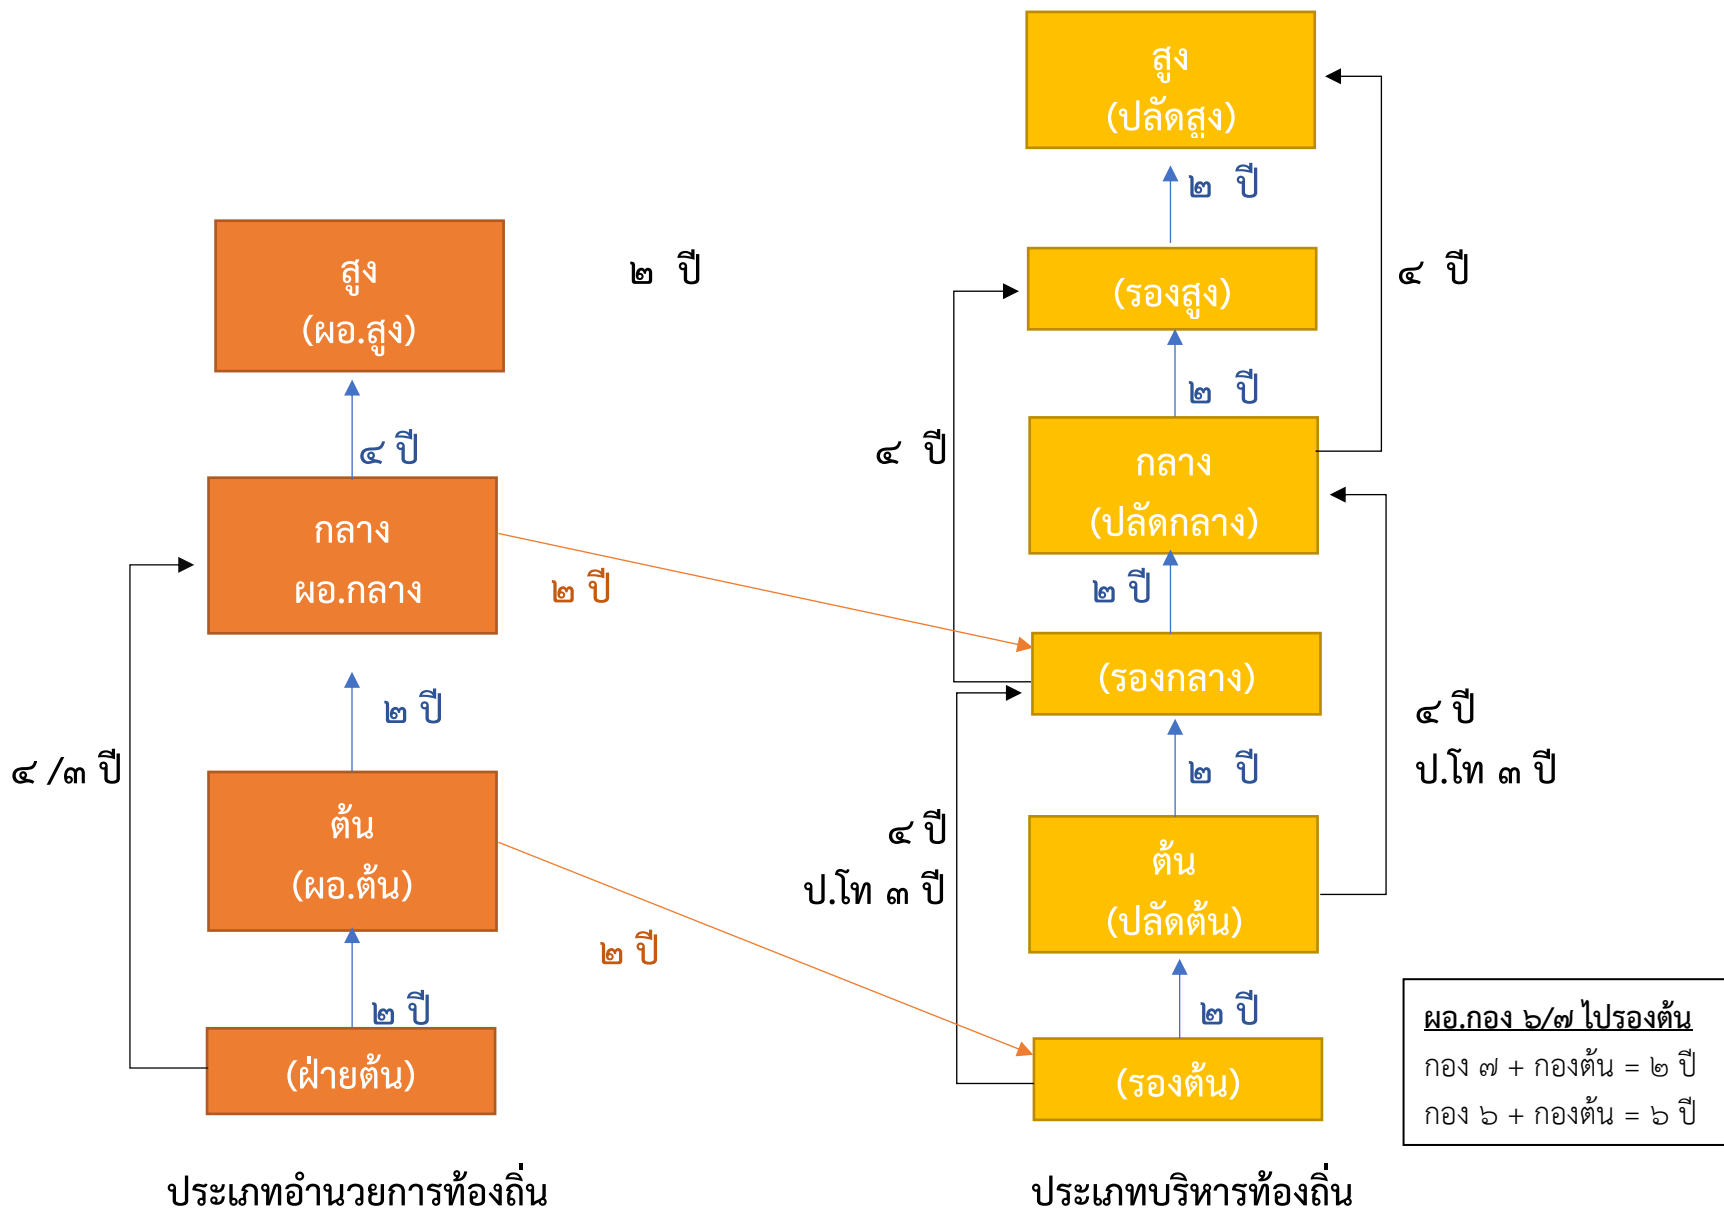 สูง
(ปลัดสูง)
๒ ปี
สูง
(ผอ.สูง)
๒ ปี
(รองสูง)
๔ ปี
๒ ปี
๔ ปี
๔ ปี
กลาง
(ปลัดกลาง)
กลาง
ผอ.กลาง
๒ ปี
๒ ปี
(รองกลาง)
๒ ปี
๔ ปี
ป.โท ๓ ปี
๔ /๓ ปี
๒ ปี
ต้น
(ผอ.ต้น)
๔ ปี
ป.โท ๓ ปี
ต้น
(ปลัดต้น)
๒ ปี
๒ ปี
๒ ปี
(ฝ่ายต้น)
(รองต้น)
ผอ.กอง ๖/๗ ไปรองต้น
กอง ๗ + กองต้น = ๒ ปี
กอง ๖ + กองต้น = ๖ ปี
ประเภทอำนวยการท้องถิ่น
ประเภทบริหารท้องถิ่น